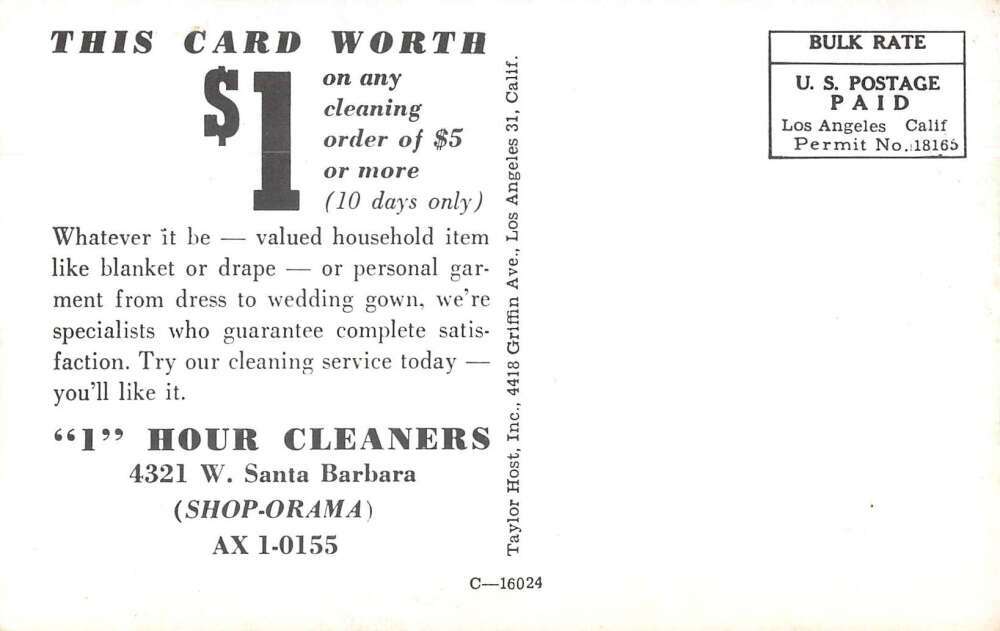 THIS CARD WORTH
$1
on any
cleaning
order of $5
or more
(10 days only)
Whatever it be — valued household item
like blanket or drape — or personal gar-
ment from dress to wedding gown, we're
specialists who guarantee complete satis-
faction. Try our cleaning service today —
you'll like it.
“1” HOUR CLEANERS
4321 W. Santa Barbara
(SHOP-ORAMA)
AX 1-0155
Taylor Host, Inc., 4418 Griffin Ave., Los Angeles 31, Calif.
C—16024
BULK RATE
U. S. POSTAGE
PAID
Los Angeles Calif
Permit No. 18165